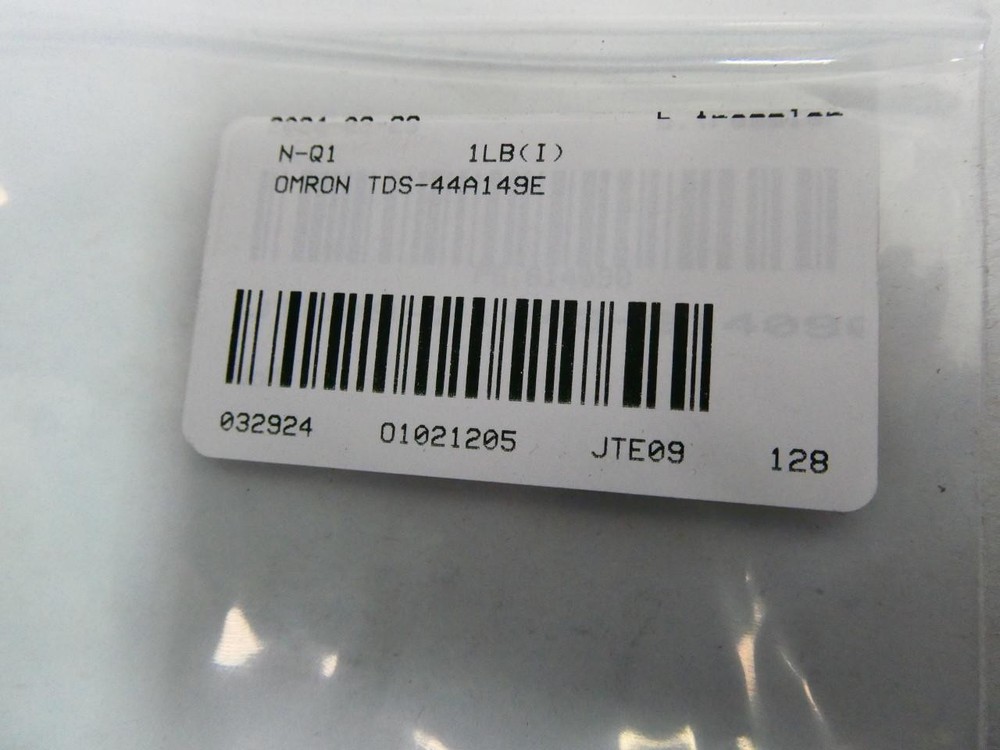 N-Q1 1LB(I)
OMRON TDS-44A149E
032924 01021205 JTE09 128